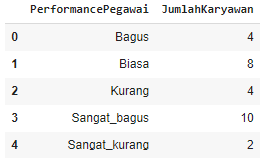 PerformancePegawai JumlahKaryawan
0 Bagus 4
1 Biasa 8
2 Kurang 4
3 Sangat_bagus 10
4 Sangat_kurang 2